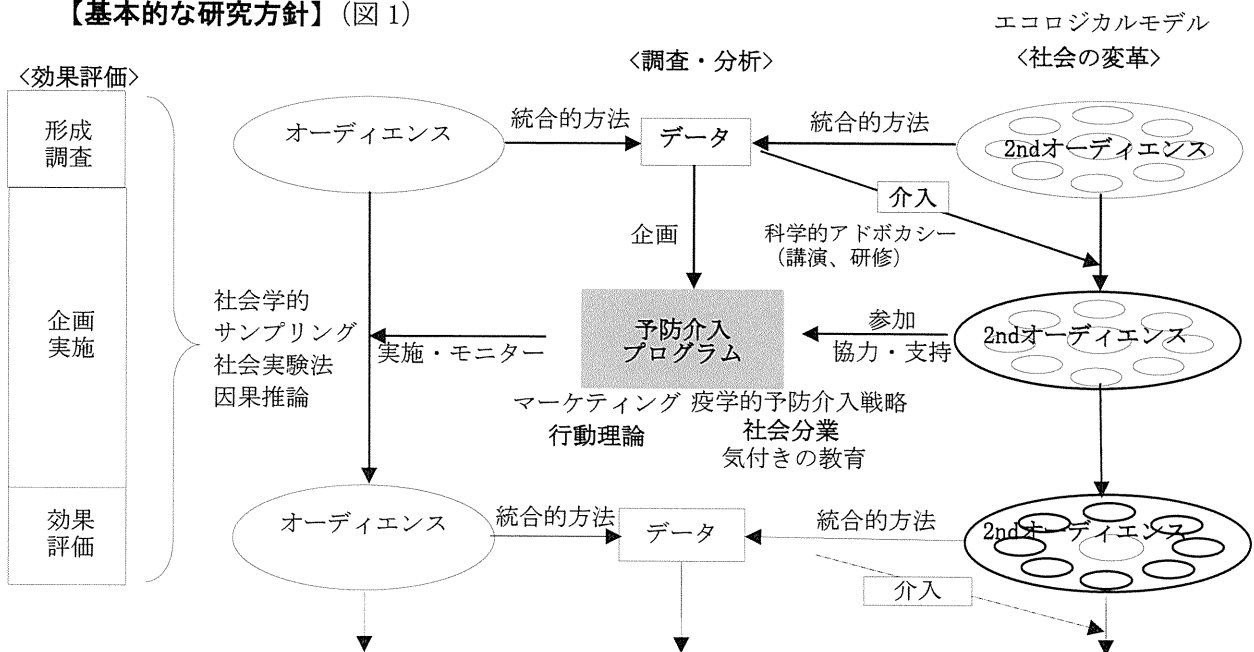 【基本的な研究方針】(図1)
エコロジカルモデル
〈効果評価〉
〈調査・分析〉
〈社会の変革〉
形成
調査
オーディエンス
統合的方法
データ
統合的方法
2ndオーディエンス
介入
企画
科学的アドボカシー
(講演、研修)
企画
実施
社会学的
サンプリング
社会実験法
因果推論
実施・モニター
予防介入
プログラム
参加
協力・支持
2ndオーディエンス
マーケティング 疫学的予防介入戦略
行動理論
社会分業
気付きの教育
効果
評価
オーディエンス
統合的方法
データ
統合的方法
2ndオーディエンス
介入